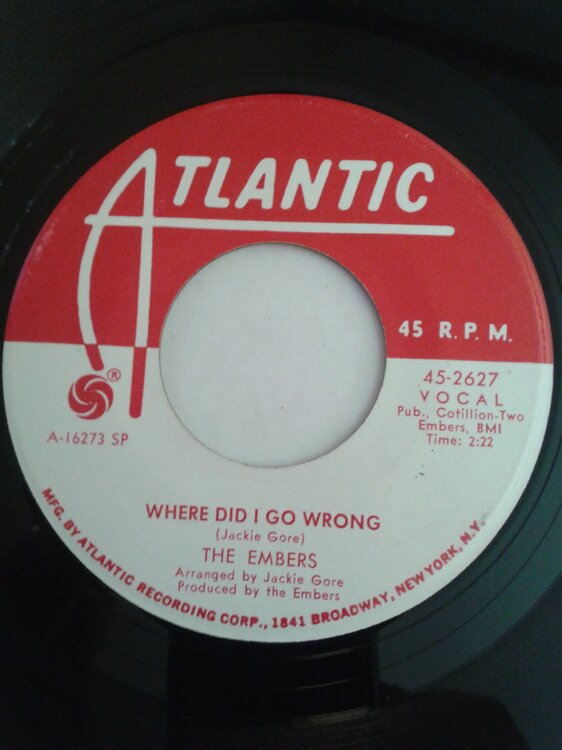 ATLANTIC
45 R.P.M.
®
A-16273 SP
45-2627
VOCAL
Pub., Cotillion-Two
Embers, BMI
Time: 2:22
WHERE DID I GO WRONG
(Jackie Gore)
THE EMBERS
Arranged by Jackie Gore
Produced by the Embers
MFG. BY ATLANTIC RECORDING CORP., 1841 BROADWAY, NEW YORK, N.Y.